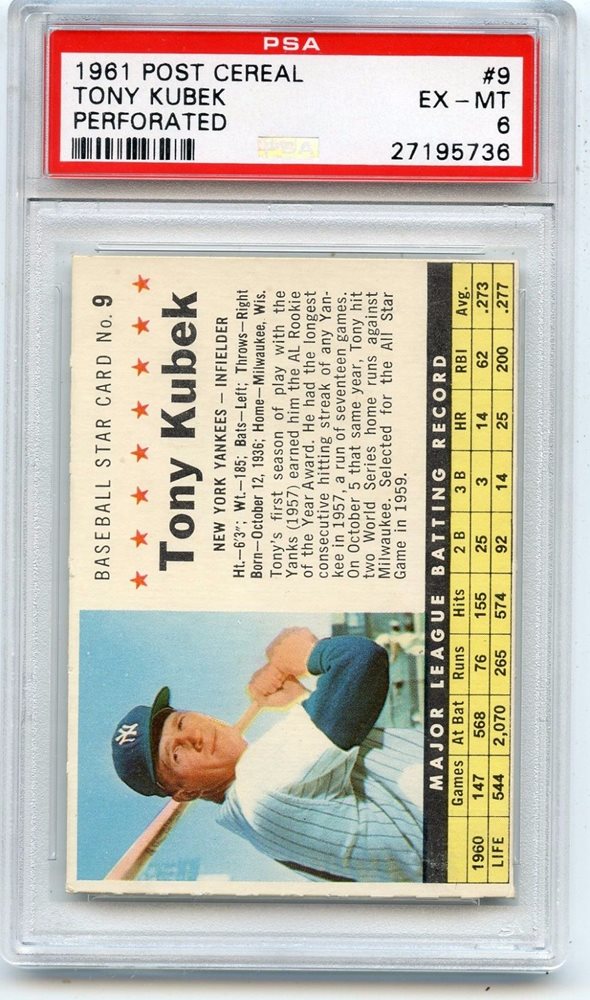 PSA
1961 POST CEREAL #9
TONY KUBEK EX - MT
PERFORATED 6
PSA 27195736
BASEBALL STAR CARD No. 9
Tony Kubek
NEW YORK YANKEES – INFIELDER
Ht.—6'3"; Wt.—185; Bats—Left; Throws—Right
Born—October 12, 1936; Home—Milwaukee, Wis.
Tony's first season of play with the
Yanks (1957) earned him the AL Rookie
of the Year Award. He had the longest
consecutive hitting streak of any Yan-
kee in 1957, a run of seventeen games.
On October 5 that same year, Tony hit
two World Series home runs against
Milwaukee. Selected for the All Star
Game in 1959.
NY
MAJOR LEAGUE BATTING RECORD
Games At Bat Runs Hits 2 B 3 B HR RBI Avg.
1960 147 568 76 155 25 3 14 62 .273
LIFE 544 2,070 265 574 92 14 25 200 .277